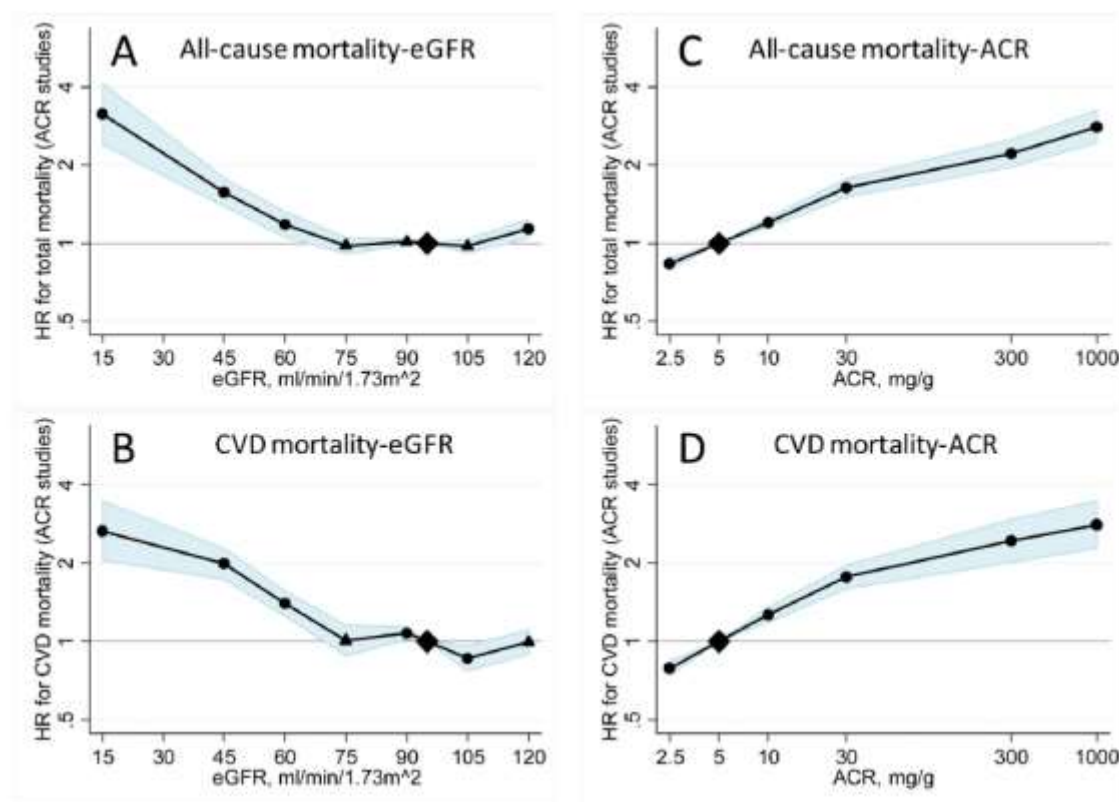 A All-cause mortality-eGFR
HR for total mortality (ACR studies)
4
2
1
.5
15 30 45 60 75 90 105 120
eGFR, ml/min/1.73m^2
C All-cause mortality-ACR
HR for total mortality (ACR studies)
4
2
1
.5
2.5 5 10 30 300 1000
ACR, mg/g
B CVD mortality-eGFR
HR for CVD mortality (ACR studies)
4
2
1
.5
15 30 45 60 75 90 105 120
eGFR, ml/min/1.73m^2
D CVD mortality-ACR
HR for CVD mortality (ACR studies)
4
2
1
.5
2.5 5 10 30 300 1000
ACR, mg/g